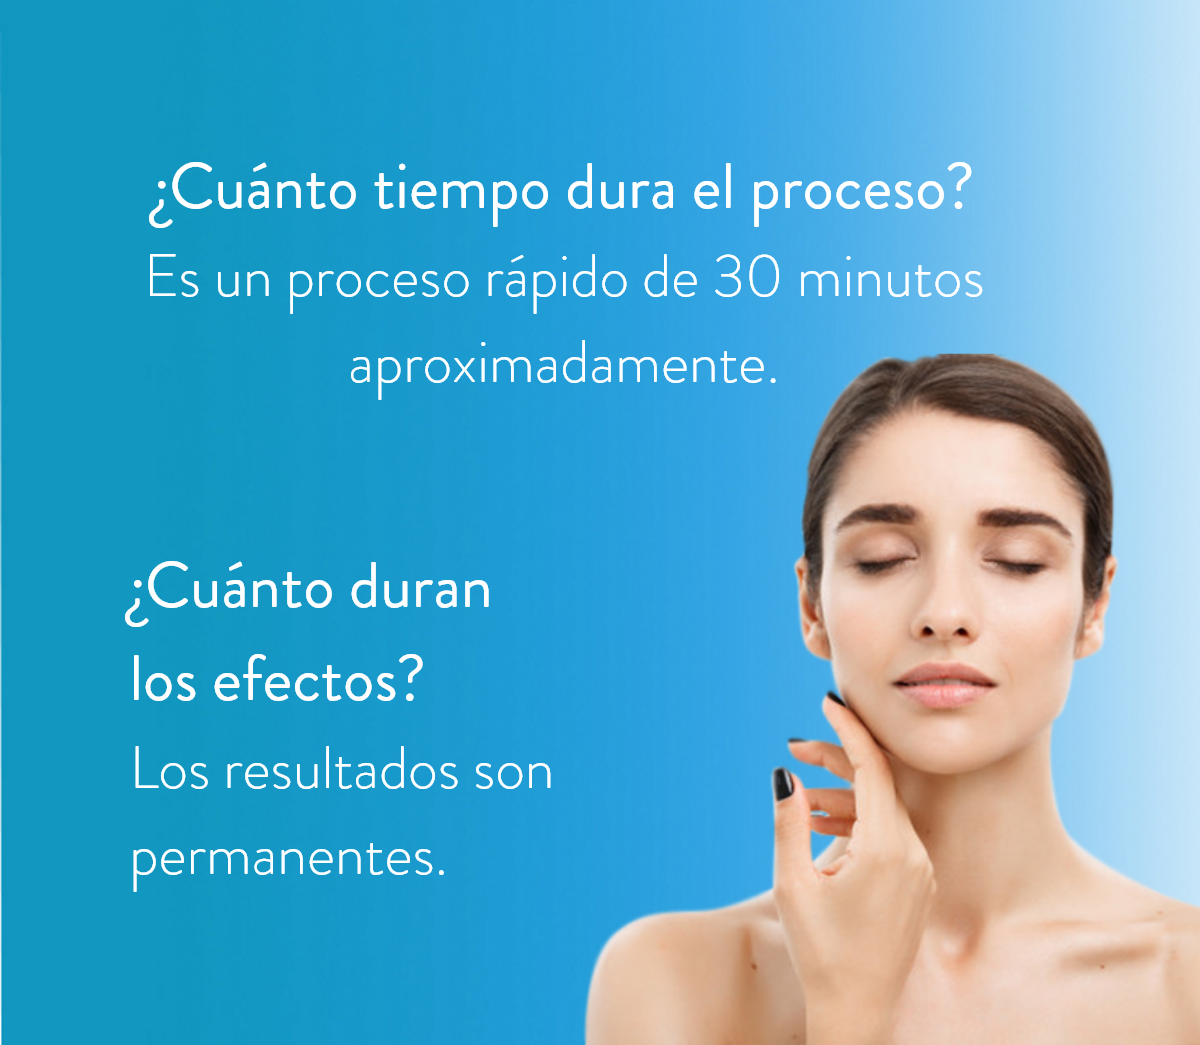 ¿Cuánto tiempo dura el proceso?
Es un proceso rápido de 30 minutos
aproximadamente.
¿Cuánto duran
los efectos?
Los resultados son
permanentes.